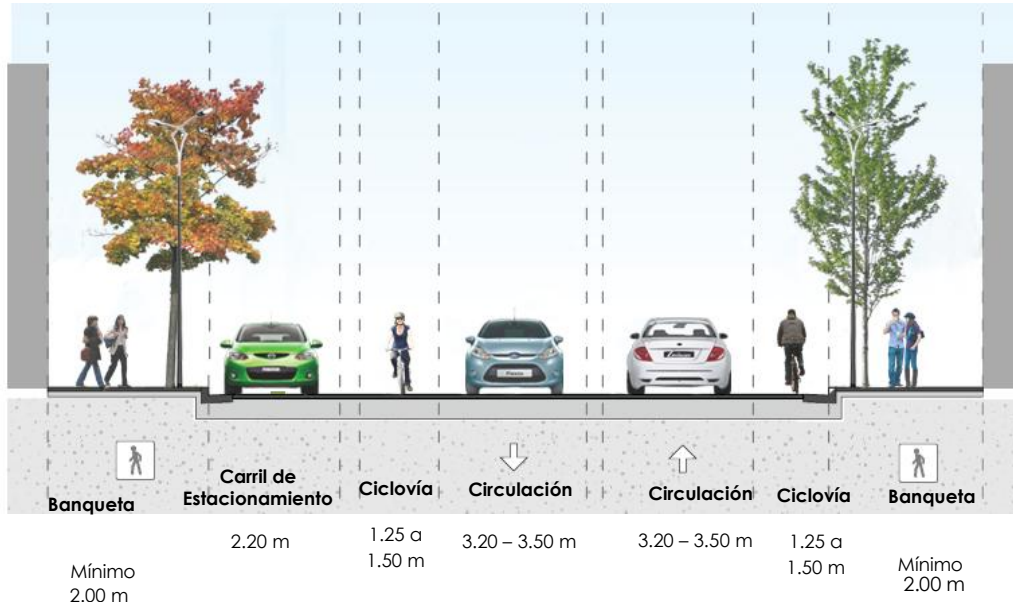 Banqueta
Carril de
Estacionamiento
Ciclovía
Circulación
Circulación
Ciclovía
Banqueta
Mínimo
2.00 m
2.20 m
1.25 a
1.50 m
3.20 – 3.50 m
3.20 – 3.50 m
1.25 a
1.50 m
Mínimo
2.00 m